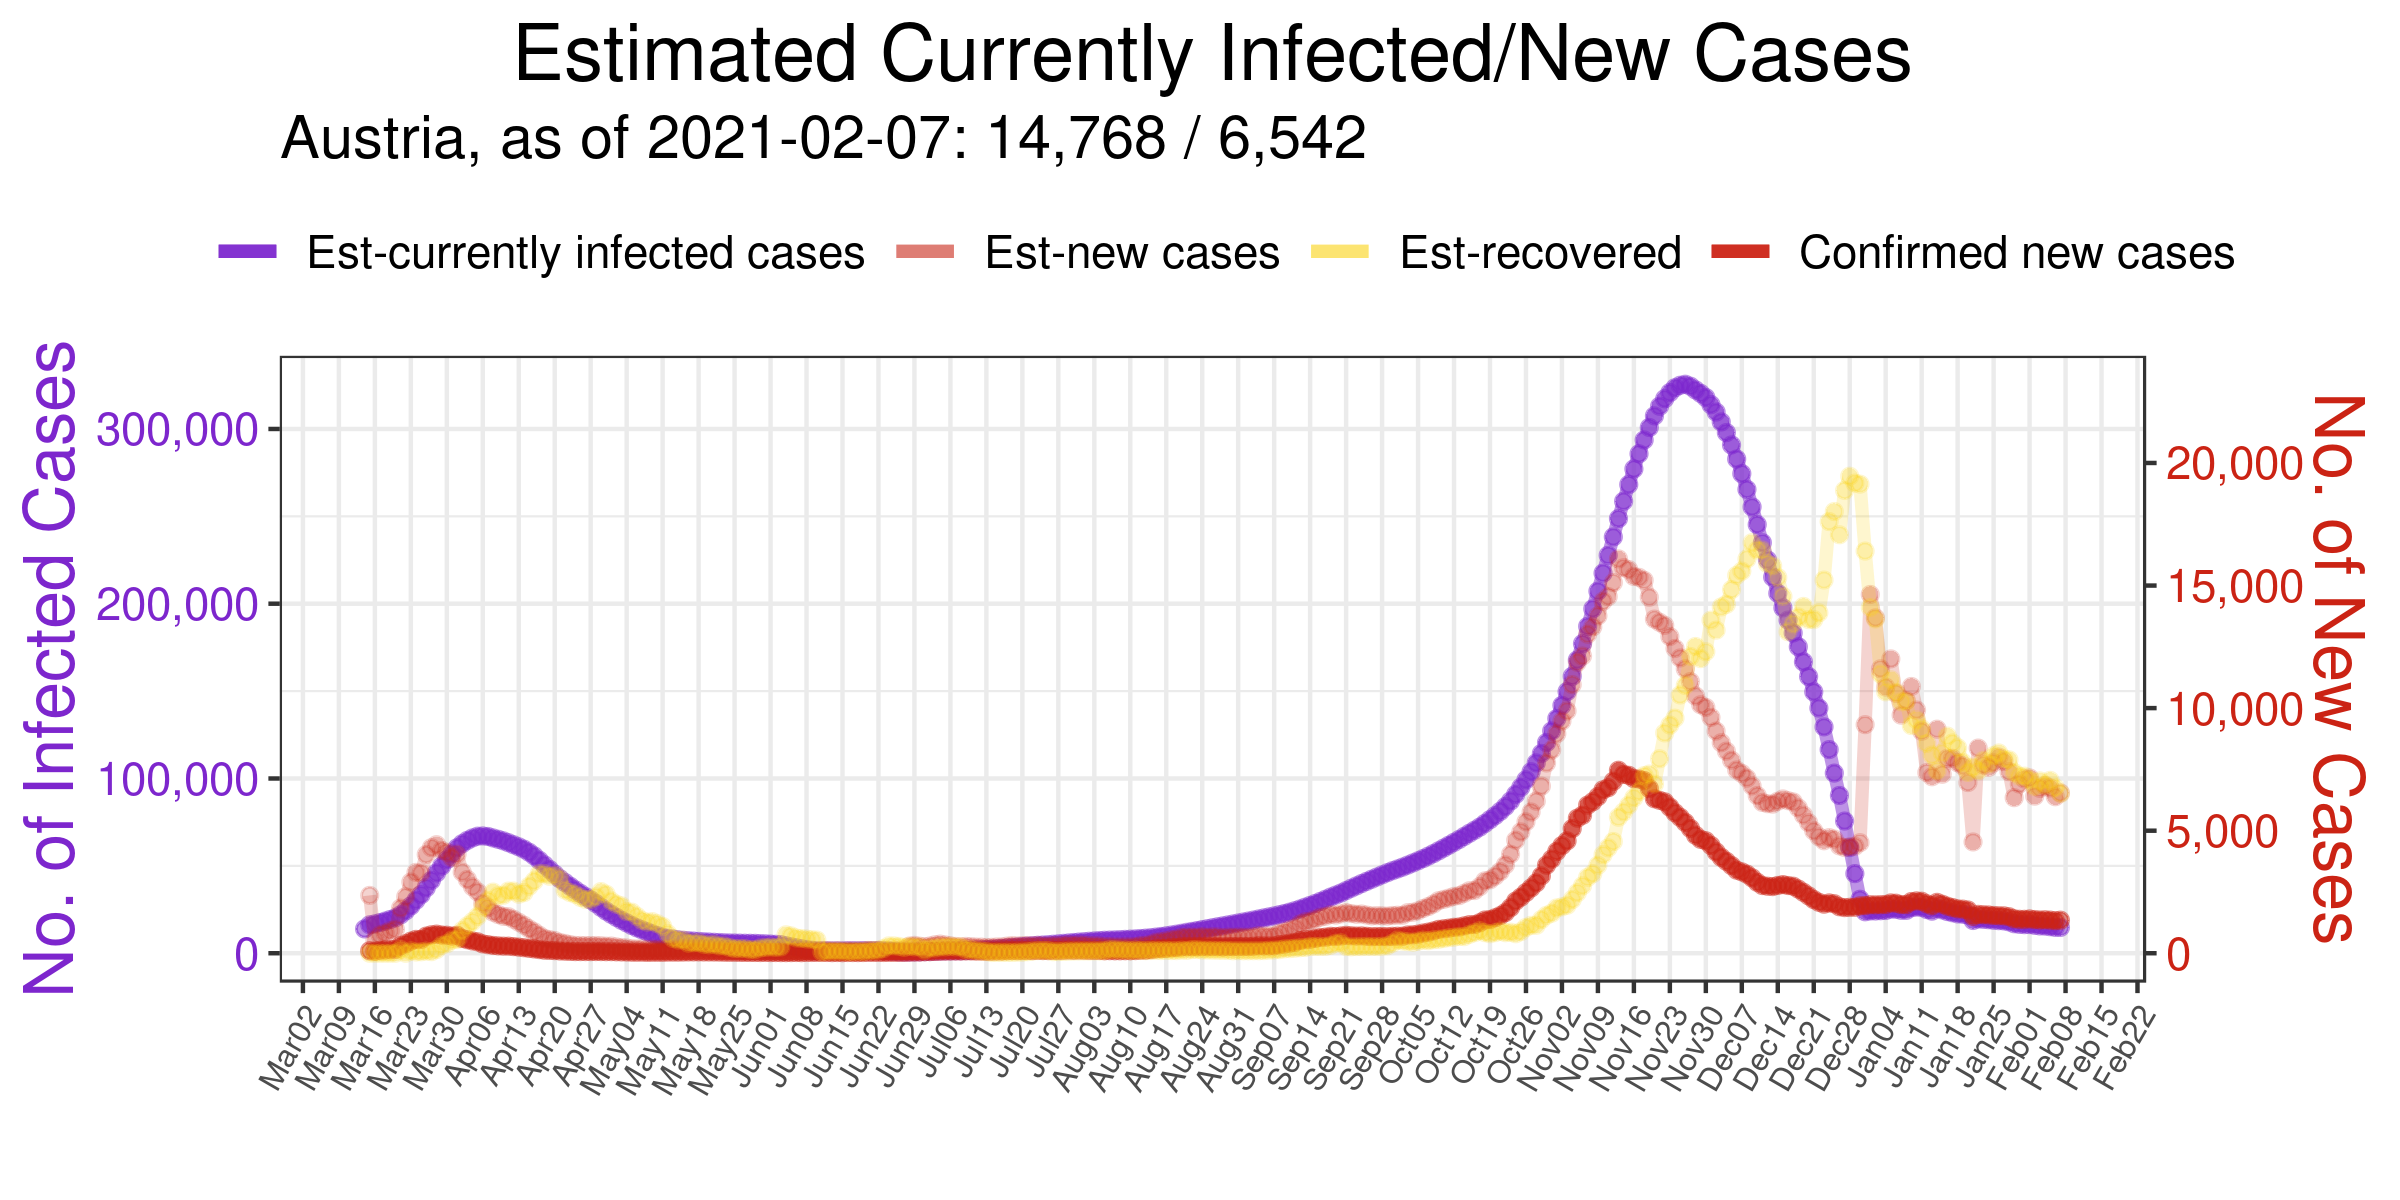 Estimated Currently Infected/New Cases
Austria, as of 2021-02-07: 14,768 / 6,542
Est-currently infected cases Est-new cases Est-recovered Confirmed new cases
No. of Infected Cases
300,000
200,000
100,000
0
20,000
15,000
10,000
5,000
0
No. of New Cases
Mar02 Mar09 Mar16 Mar23 Mar30 Apr06 Apr13 Apr20 Apr27 May04 May11 May18 May25 Jun01 Jun08 Jun15 Jun22 Jun29 Jul06 Jul13 Jul20 Jul27 Aug03 Aug10 Aug17 Aug24 Aug31 Sep07 Sep14 Sep21 Sep28 Oct05 Oct12 Oct19 Oct26 Nov02 Nov09 Nov16 Nov23 Nov30 Dec07 Dec14 Dec21 Dec28 Jan04 Jan11 Jan18 Jan25 Feb01 Feb08 Feb15 Feb22